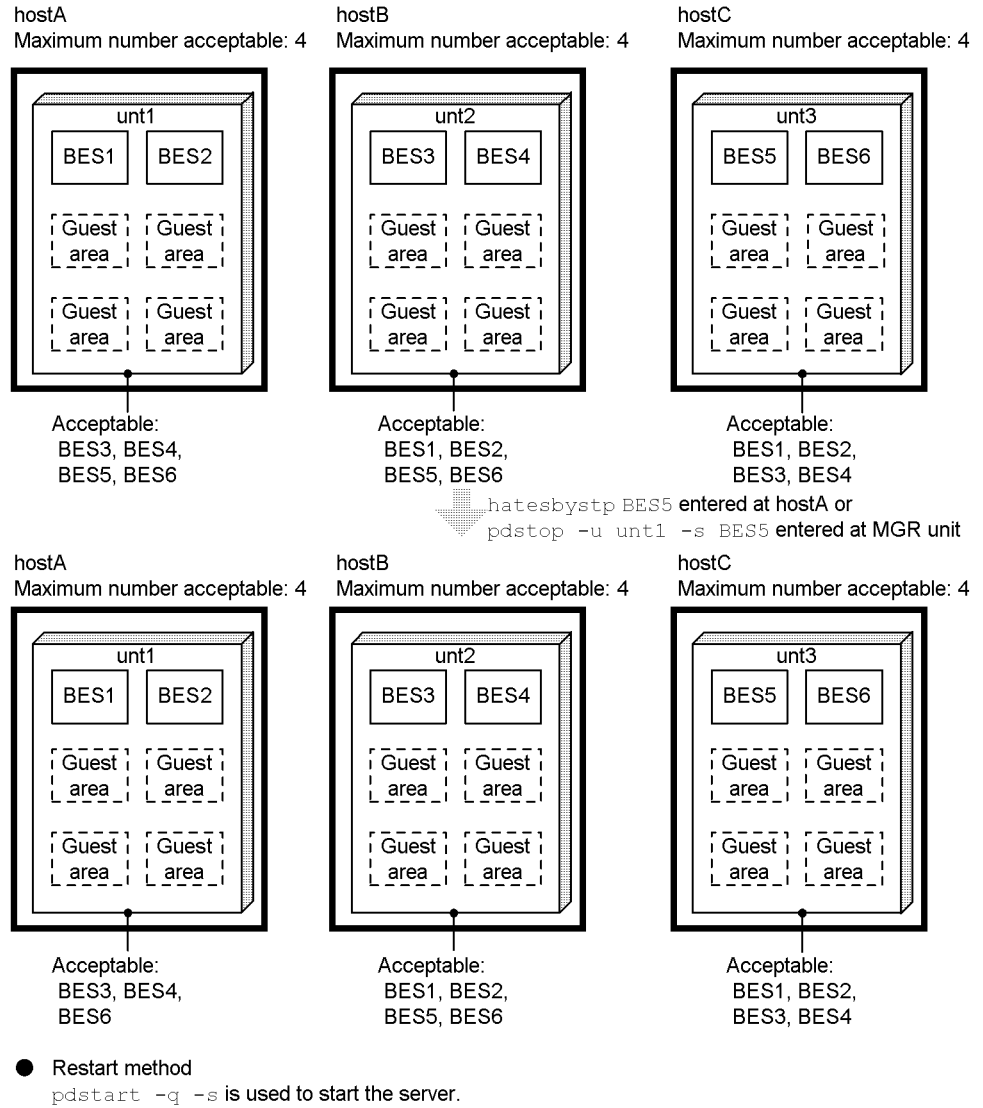 hostA
Maximum number acceptable: 4
hostB
Maximum number acceptable: 4
hostC
Maximum number acceptable: 4
unt1
BES1 BES2
Guest area Guest area
Guest area Guest area
Acceptable:
BES3, BES4,
BES5, BES6
unt2
BES3 BES4
Guest area Guest area
Guest area Guest area
Acceptable:
BES1, BES2,
BES5, BES6
unt3
BES5 BES6
Guest area Guest area
Guest area Guest area
Acceptable:
BES1, BES2,
BES3, BES4
hatesbystp BES5 entered at hostA or
pdstop -u unt1 -s BES5 entered at MGR unit
hostA
Maximum number acceptable: 4
hostB
Maximum number acceptable: 4
hostC
Maximum number acceptable: 4
unt1
BES1 BES2
Guest area Guest area
Guest area Guest area
Acceptable:
BES3, BES4,
BES6
unt2
BES3 BES4
Guest area Guest area
Guest area Guest area
Acceptable:
BES1, BES2,
BES5, BES6
unt3
BES5 BES6
Guest area Guest area
Guest area Guest area
Acceptable:
BES1, BES2,
BES3, BES4
● Restart method
pdstart -q -s is used to start the server.